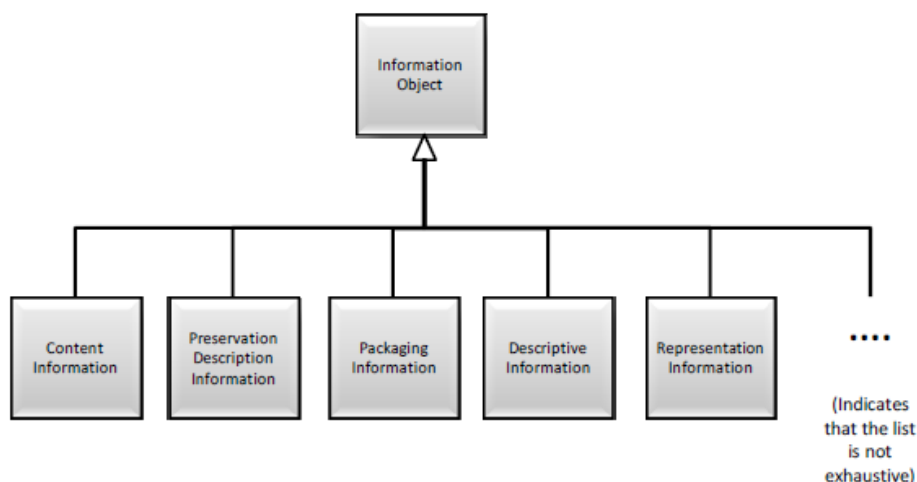 Information
Object
Content
Information
Preservation
Description
Information
Packaging
Information
Descriptive
Information
Representation
Information
....
(Indicates
that the list
is not
exhaustive)